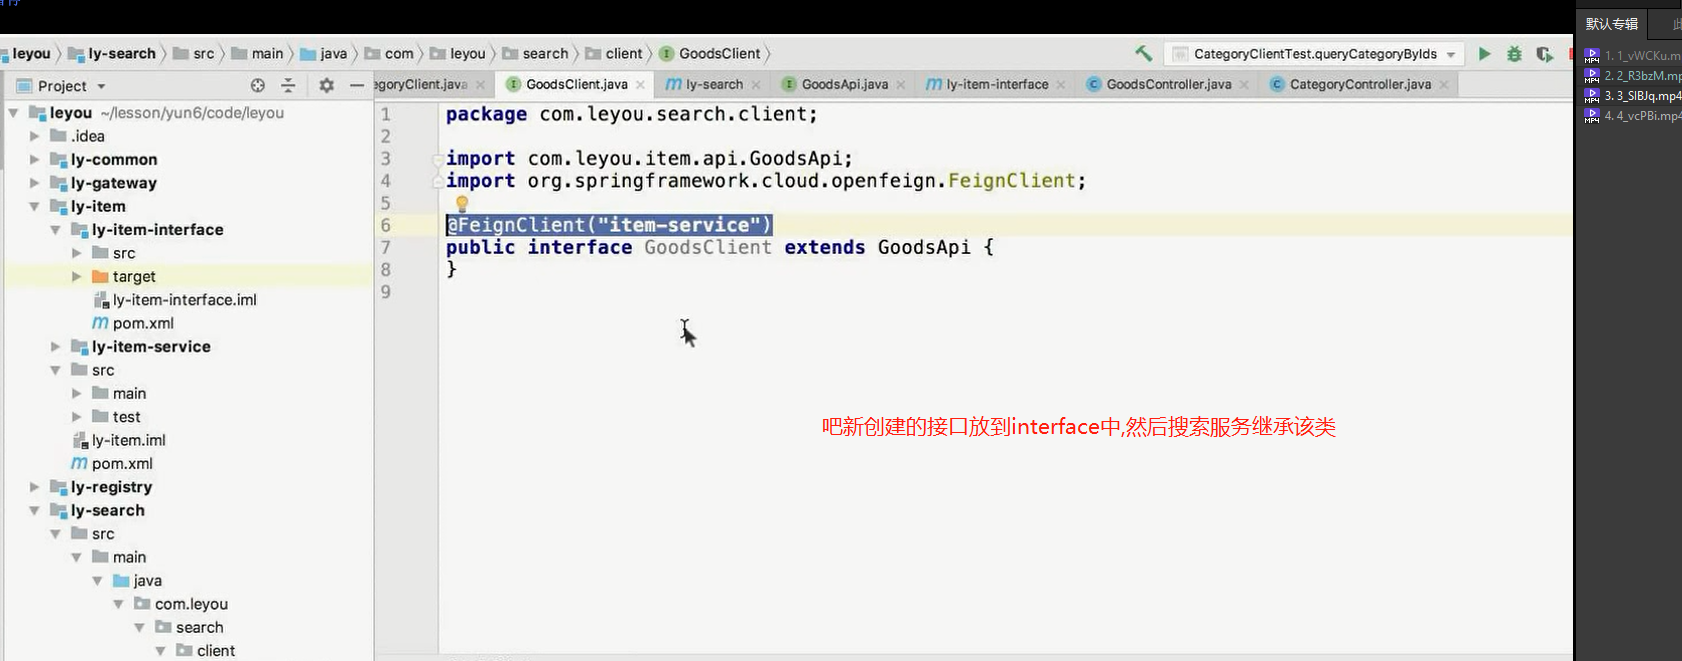 默认专辑
leyou ly-search src main java com leyou search client GoodsClient
CategoryClientTest.queryCategoryByIds
1. 1_vWCKu.m
2. 2_R3bzM.mp
3. 3_SIBJq.mp4
4. 4_vcPBi.mp4
Project
egoryClient.java GoodsClient.java ly-search GoodsApi.java ly-item-interface GoodsController.java CategoryController.java
leyou ~/lesson/yun6/code/leyou
.idea
ly-common
ly-gateway
ly-item
ly-item-interface
src
target
ly-item-interface.iml
pom.xml
ly-item-service
src
main
test
ly-item.iml
pom.xml
ly-registry
ly-search
src
main
java
com.leyou
search
client
1 package com.leyou.search.client;
2
3 import com.leyou.item.api.GoodsApi;
4 import org.springframework.cloud.openfeign.FeignClient;
5
6 @FeignClient("item-service")
7 public interface GoodsClient extends GoodsApi {
8 }
9
吧新创建的接口放到interface中,然后搜索服务继承该类